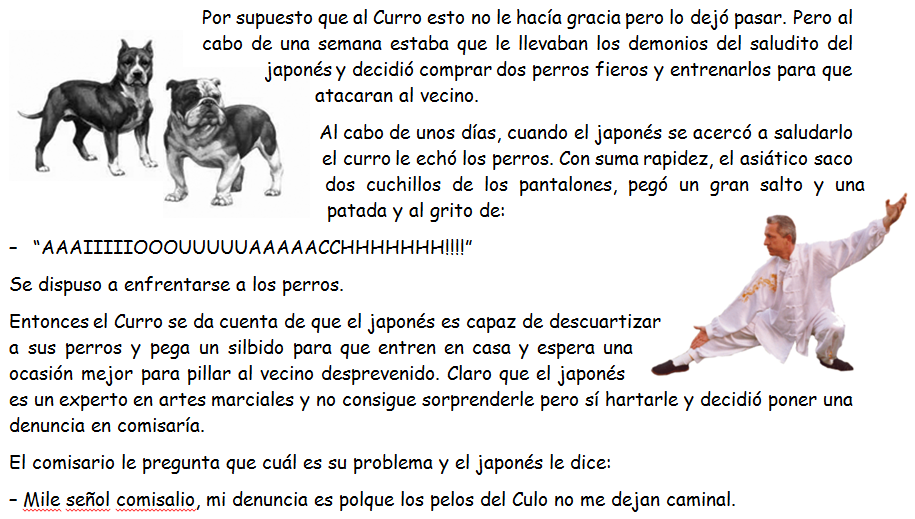 Por supuesto que al Curro esto no le hacía gracia pero lo dejó pasar. Pero al
cabo de una semana estaba que le llevaban los demonios del saludito del
japonés y decidió comprar dos perros fieros y entrenarlos para que
atacaran al vecino.
Al cabo de unos días, cuando el japonés se acercó a saludarlo
el curro le echó los perros. Con suma rapidez, el asiático saco
dos cuchillos de los pantalones, pegó un gran salto y una
patada y al grito de:
– “AAAIIIIIOOOUUUUUAAAAACCHHHHHHH!!!!”
Se dispuso a enfrentarse a los perros.
Entonces el Curro se da cuenta de que el japonés es capaz de descuartizar
a sus perros y pega un silbido para que entren en casa y espera una
ocasión mejor para pillar al vecino desprevenido. Claro que el japonés
es un experto en artes marciales y no consigue sorprenderle pero sí hartarle y decidió poner una
denuncia en comisaría.
El comisario le pregunta que cuál es su problema y el japonés le dice:
– Mile señol comisalio, mi denuncia es polque los pelos del Culo no me dejan caminal.